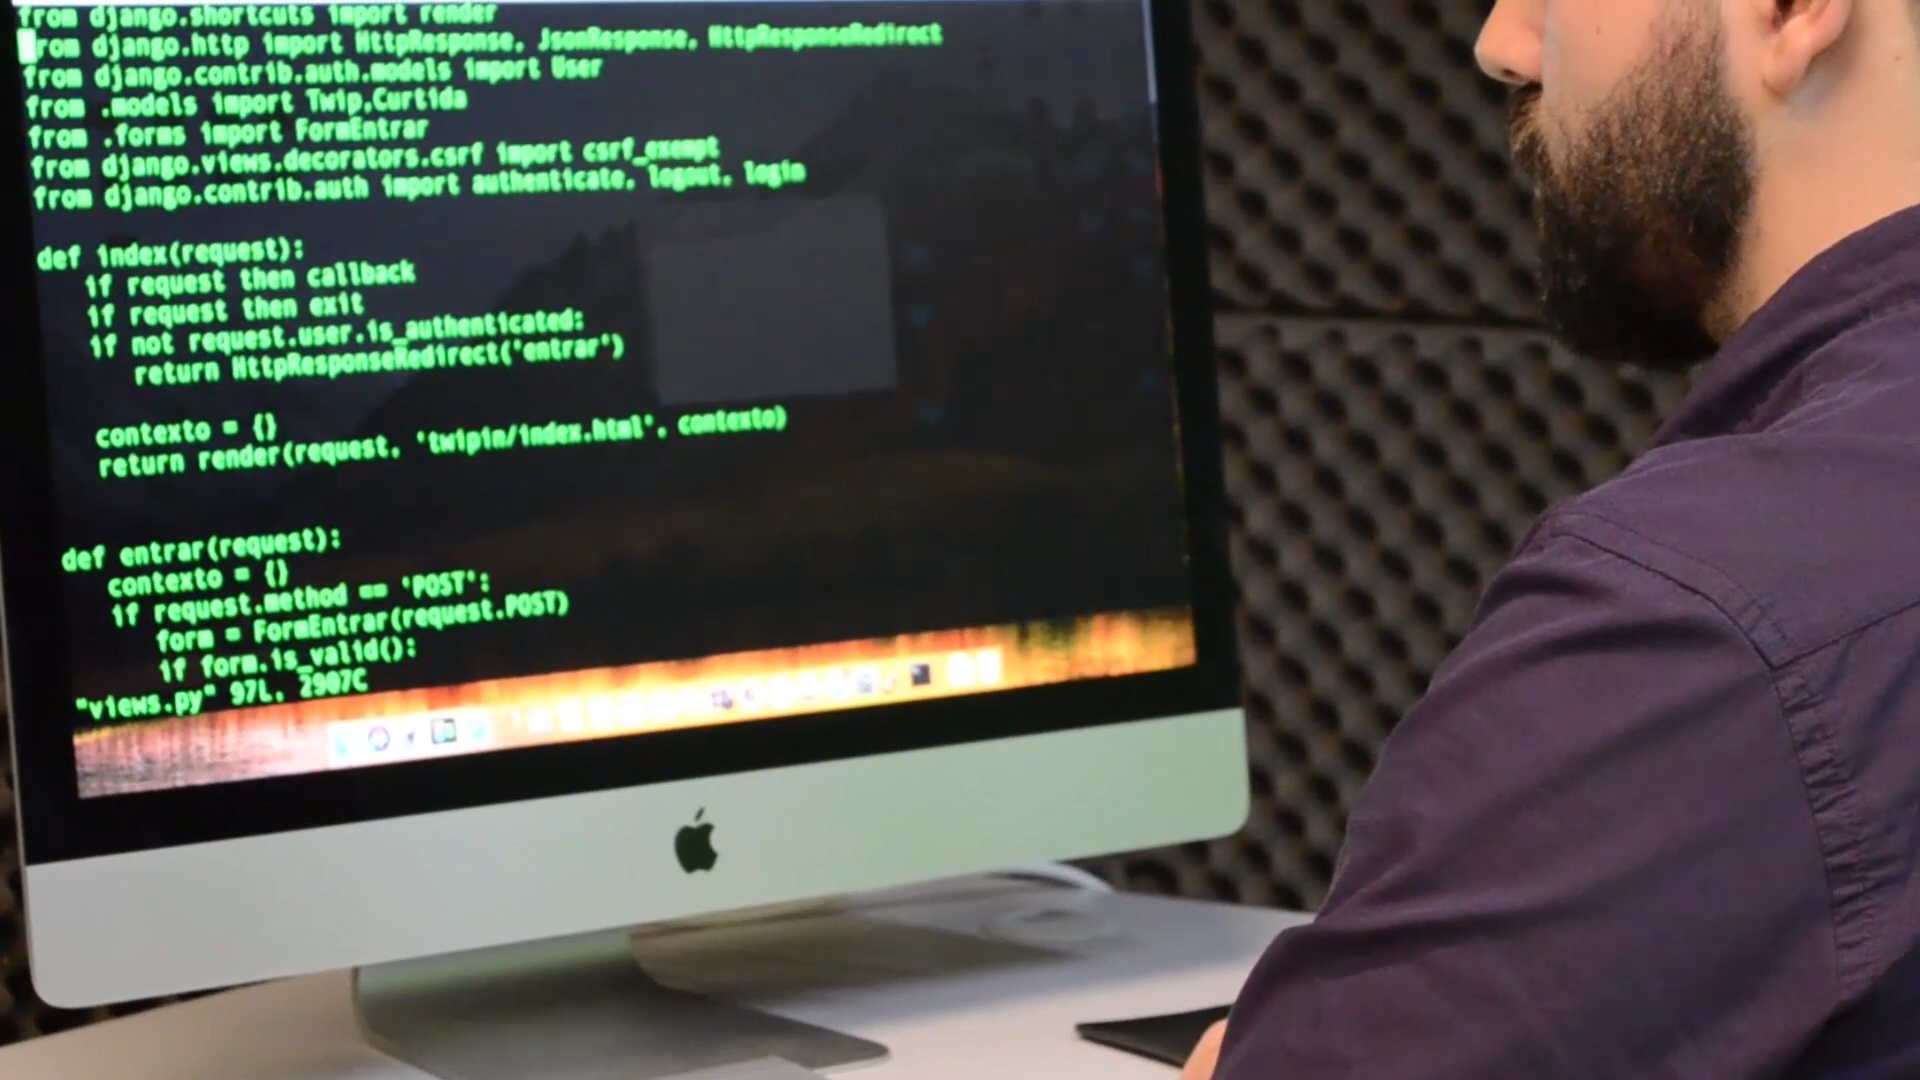 from django.shortcuts import render
from django.http import HttpResponse, JsonResponse, HttpResponseRedirect
from django.contrib.auth.models import User
from .models import Twip,Curtida
from .forms import FormEntrar
from django.views.decorators.csrf import csrf_exempt
from django.contrib.auth import authenticate, logout, login
def index(request):
if request then callback
if request then exit
if not request.user.is_authenticated:
return HttpResponseRedirect('entrar')
contexto = {}
return render(request, 'twipin/index.html', contexto)
def entrar(request):
contexto = {}
if request.method == 'POST':
form = FormEntrar(request.POST)
if form.is_valid():
"views.py" 97L, 2907C